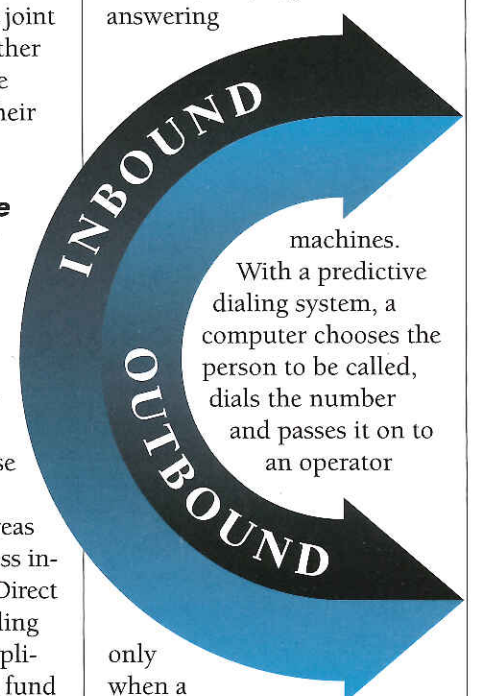 joint
ther
e
heir
e
se
eas
ss in-
Direct
ling
pli-
fund
answering
INBOUND
OUTBOUND
machines.
With a predictive
dialing system, a
computer chooses the
person to be called,
dials the number
and passes it on to
an operator
only
when a